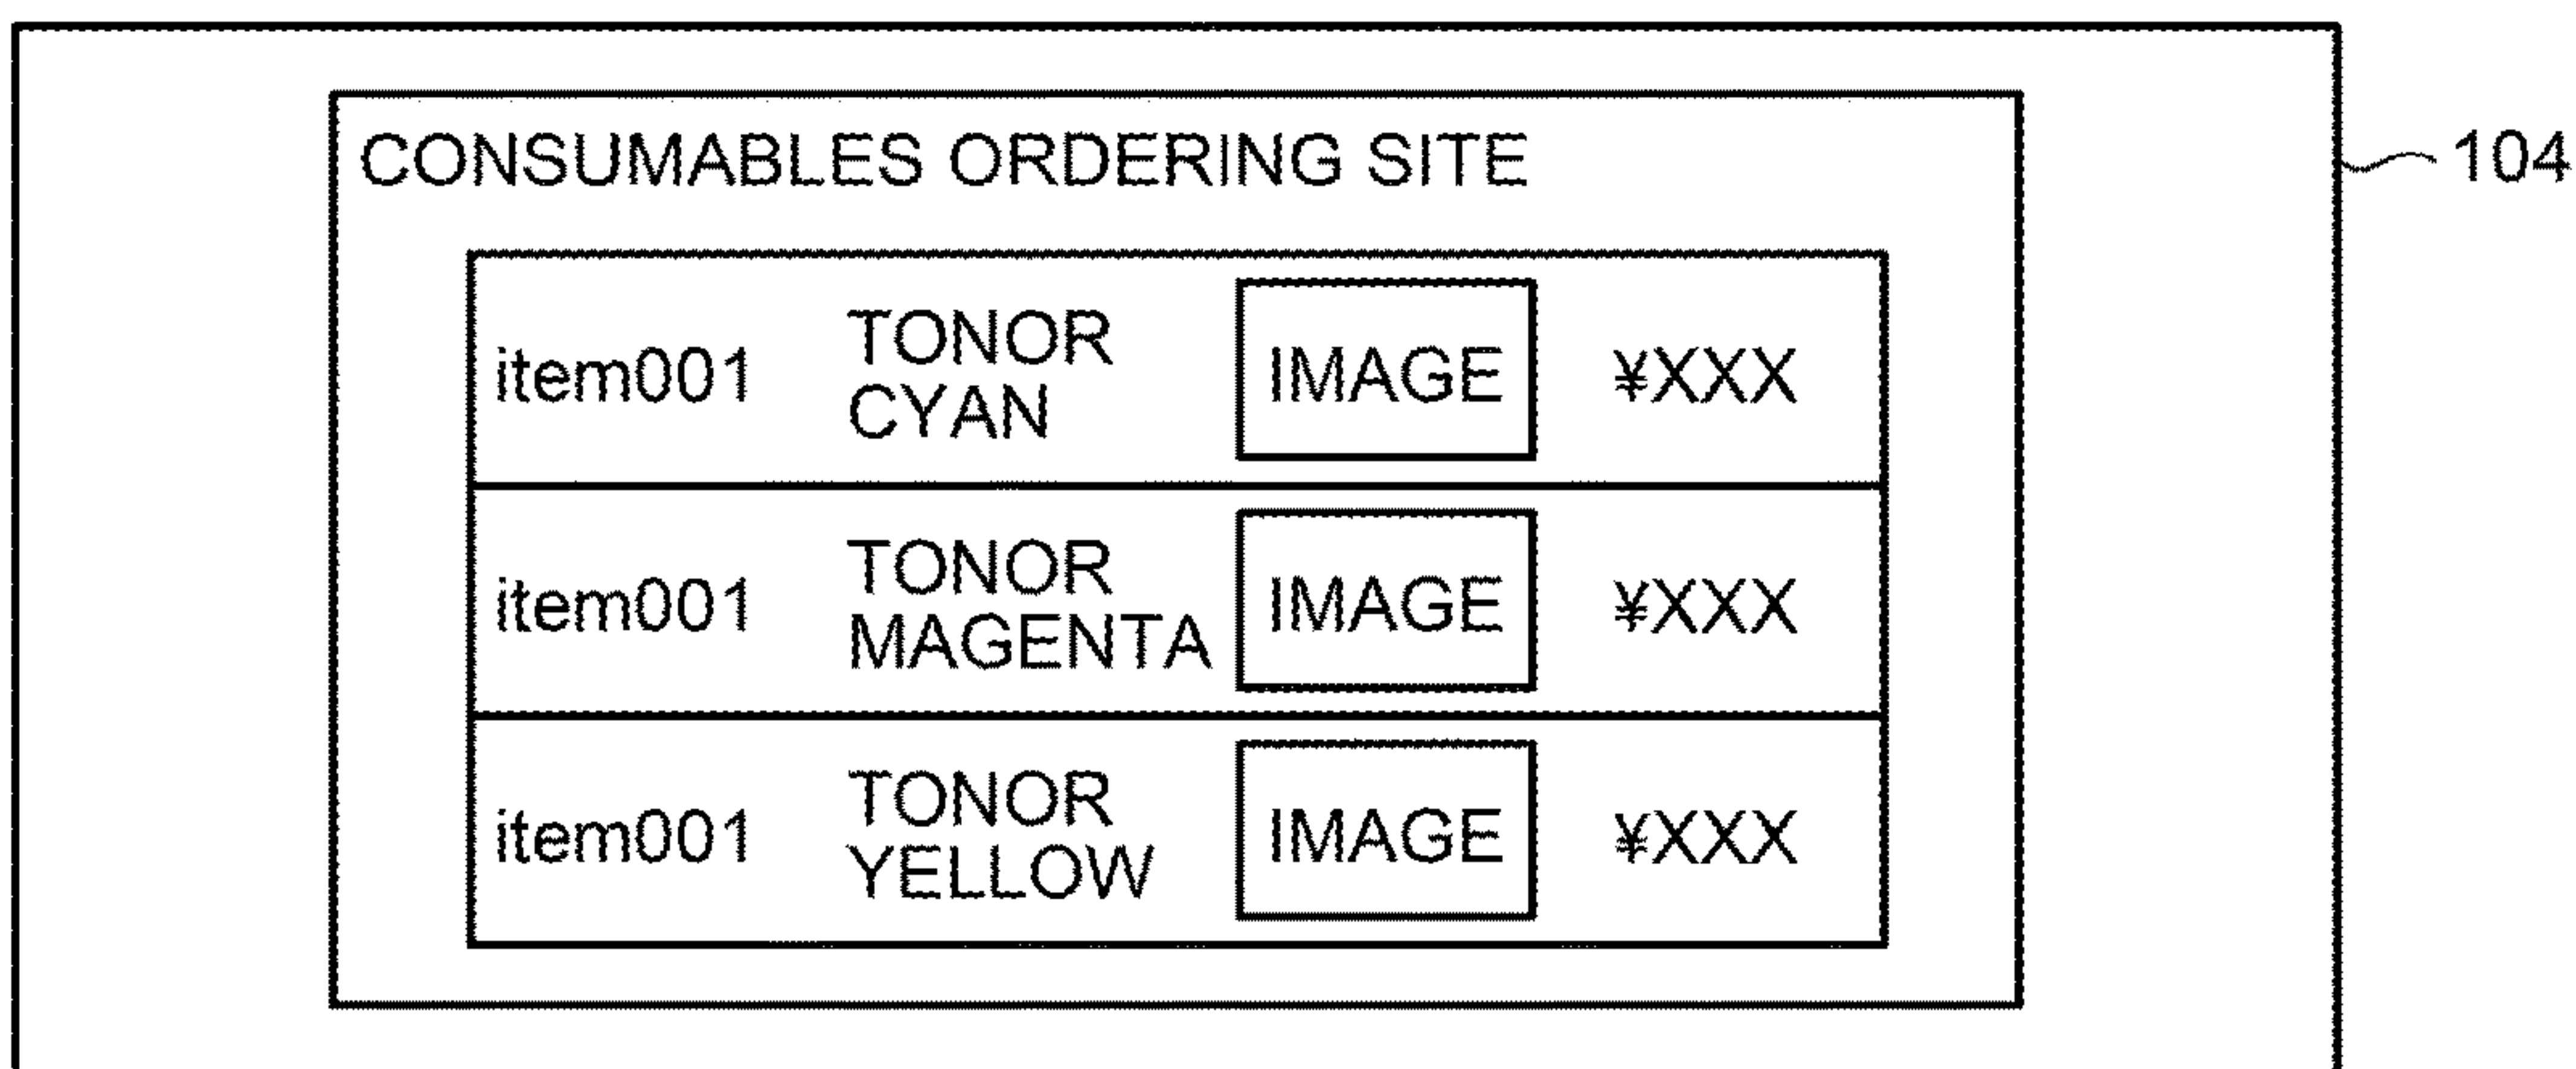 CONSUMABLES ORDERING SITE
104
item001 TONOR CYAN IMAGE ¥XXX
item001 TONOR MAGENTA IMAGE ¥XXX
item001 TONOR YELLOW IMAGE ¥XXX